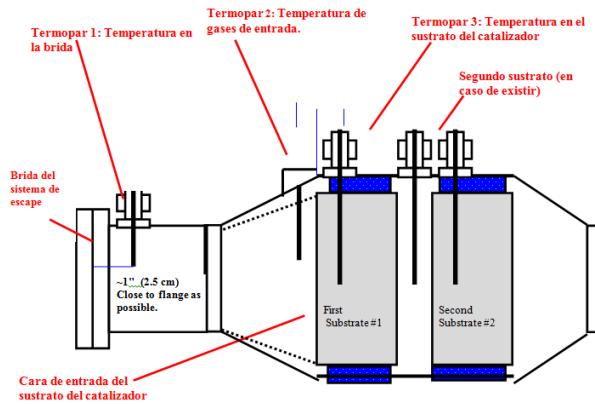 Termopar 1: Temperatura en
la brida
Termopar 2: Temperatura de
gases de entrada.
Termopar 3: Temperatura en el
sustrato del catalizador
Segundo sustrato (en
caso de existir)
Brida del
sistema de
escape
~1" (2.5 cm)
Close to flange as
possible.
First
Substrate #1
Second
Substrate #2
Cara de entrada del
sustrato del catalizador